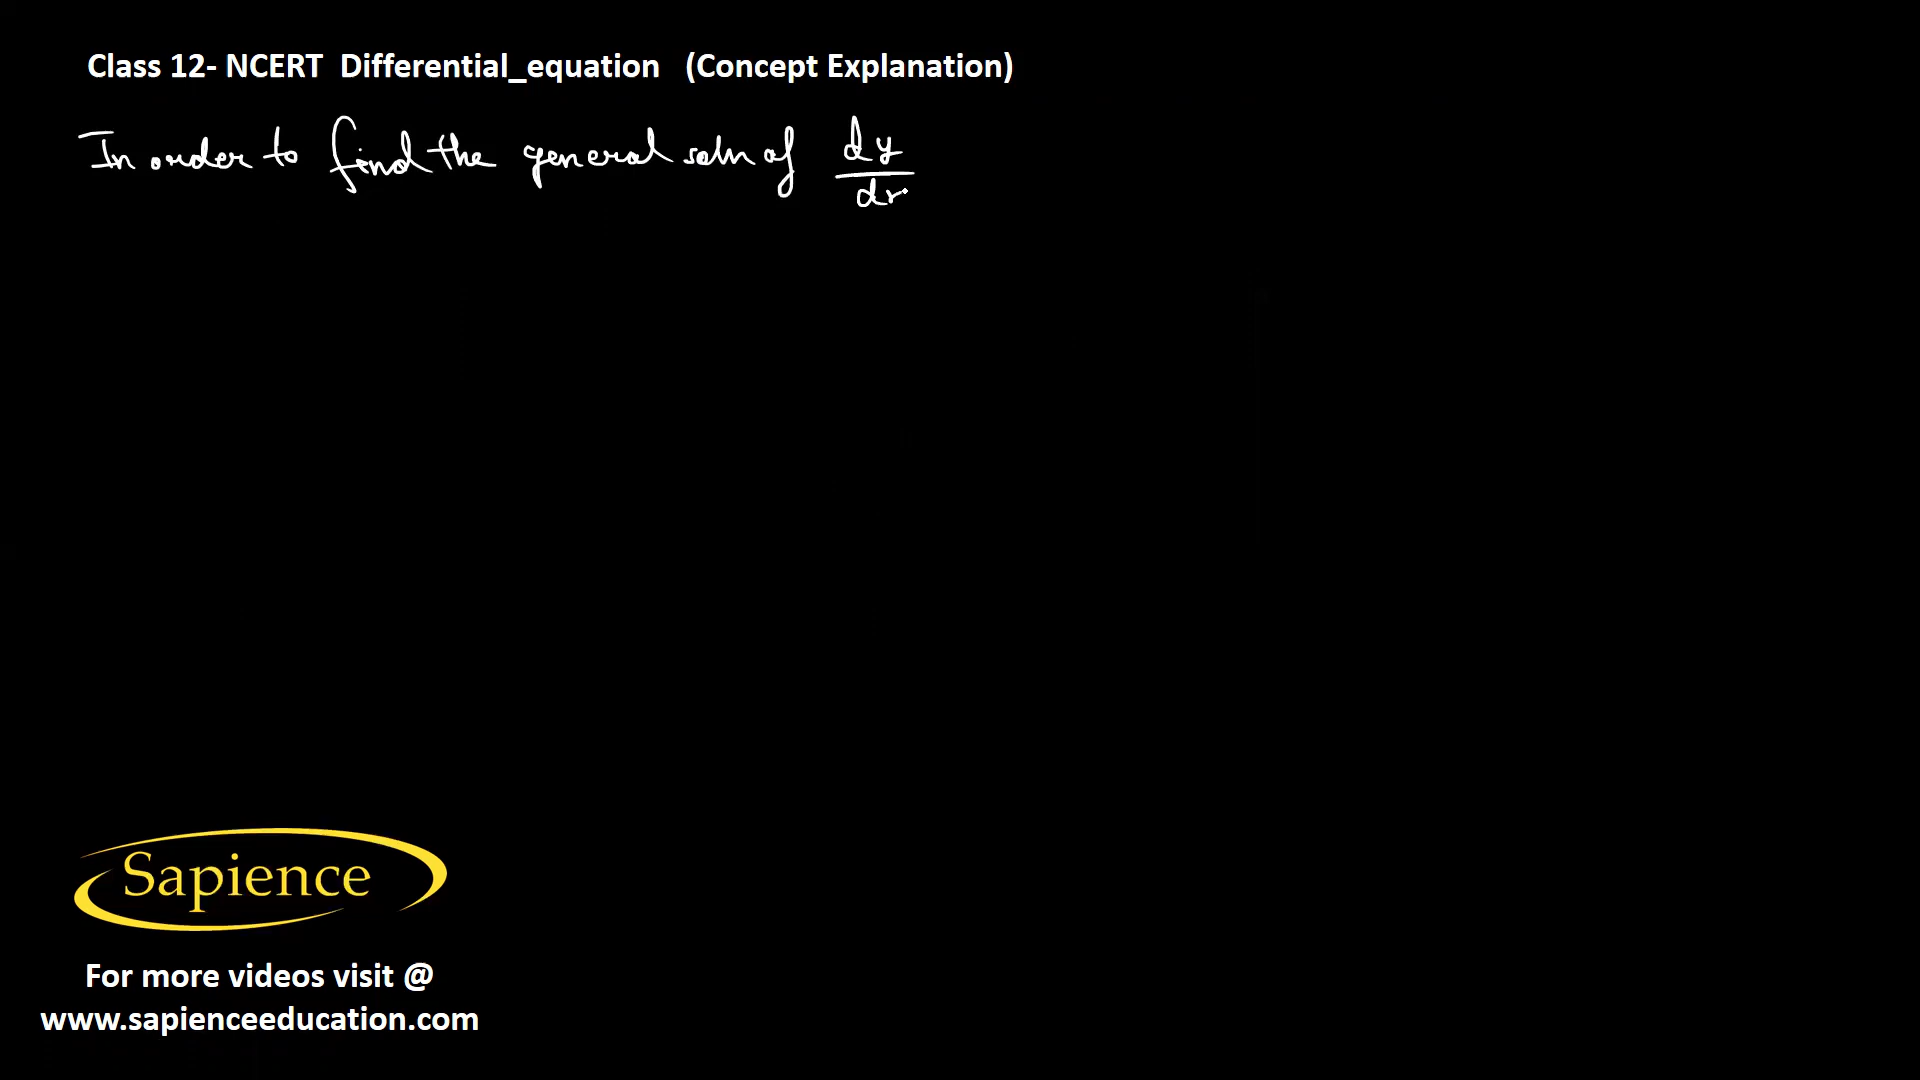 Class 12- NCERT Differential_equation (Concept Explanation)
In order to find the general soln of dy
dx
Sapience
For more videos visit @
www.sapienceeducation.com